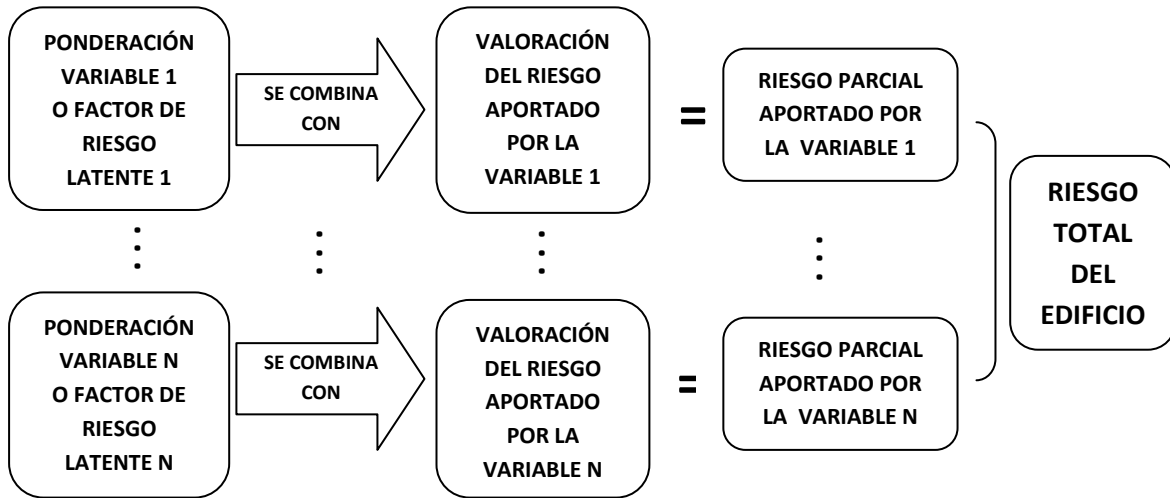 PONDERACIÓN
VARIABLE 1
O FACTOR DE
RIESGO
LATENTE 1
SE COMBINA
CON
VALORACIÓN
DEL RIESGO
APORTADO
POR LA
VARIABLE 1
=
RIESGO PARCIAL
APORTADO POR
LA VARIABLE 1
PONDERACIÓN
VARIABLE N
O FACTOR DE
RIESGO
LATENTE N
SE COMBINA
CON
VALORACIÓN
DEL RIESGO
APORTADO
POR LA
VARIABLE N
=
RIESGO PARCIAL
APORTADO POR
LA VARIABLE N
RIESGO
TOTAL
DEL
EDIFICIO